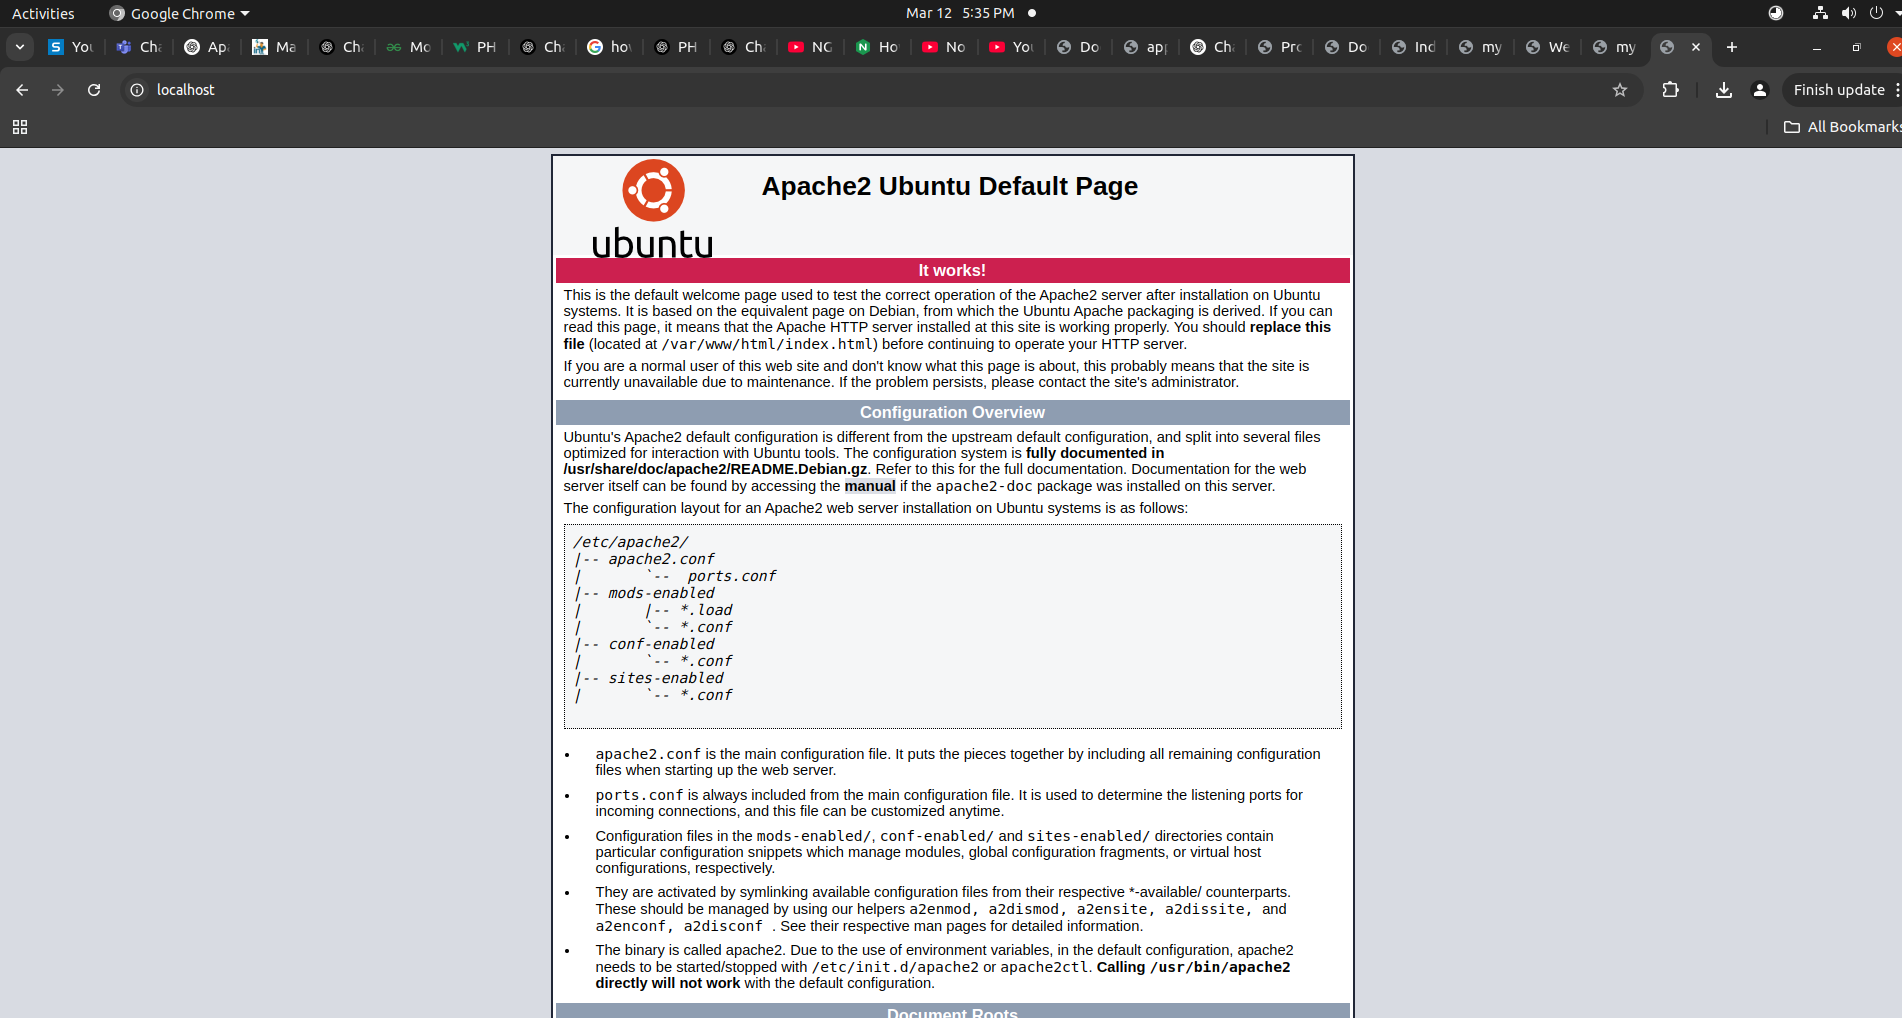 Activities
Google Chrome
Mar 12 5:35 PM
You
Cha
Apa
Ma
Cha
Mo
PH
Cha
how
PH
Cha
NG
How
No
You
Do
app
Cha
Pro
Do
Ind
my
We
my
localhost
Finish update
All Bookmarks
ubuntu
Apache2 Ubuntu Default Page
It works!
This is the default welcome page used to test the correct operation of the Apache2 server after installation on Ubuntu
systems. It is based on the equivalent page on Debian, from which the Ubuntu Apache packaging is derived. If you can
read this page, it means that the Apache HTTP server installed at this site is working properly. You should replace this
file (located at /var/www/html/index.html) before continuing to operate your HTTP server.
If you are a normal user of this web site and don't know what this page is about, this probably means that the site is
currently unavailable due to maintenance. If the problem persists, please contact the site's administrator.
Configuration Overview
Ubuntu's Apache2 default configuration is different from the upstream default configuration, and split into several files
optimized for interaction with Ubuntu tools. The configuration system is fully documented in
/usr/share/doc/apache2/README.Debian.gz. Refer to this for the full documentation. Documentation for the web
server itself can be found by accessing the manual if the apache2-doc package was installed on this server.
The configuration layout for an Apache2 web server installation on Ubuntu systems is as follows:
/etc/apache2/
|-- apache2.conf
|       `--  ports.conf
|-- mods-enabled
|       |-- *.load
|       `-- *.conf
|-- conf-enabled
|       `-- *.conf
|-- sites-enabled
|       `-- *.conf
• apache2.conf is the main configuration file. It puts the pieces together by including all remaining configuration
files when starting up the web server.
• ports.conf is always included from the main configuration file. It is used to determine the listening ports for
incoming connections, and this file can be customized anytime.
• Configuration files in the mods-enabled/, conf-enabled/ and sites-enabled/ directories contain
particular configuration snippets which manage modules, global configuration fragments, or virtual host
configurations, respectively.
• They are activated by symlinking available configuration files from their respective *-available/ counterparts.
These should be managed by using our helpers a2enmod, a2dismod, a2ensite, a2dissite, and
a2enconf, a2disconf . See their respective man pages for detailed information.
• The binary is called apache2. Due to the use of environment variables, in the default configuration, apache2
needs to be started/stopped with /etc/init.d/apache2 or apache2ctl. Calling /usr/bin/apache2
directly will not work with the default configuration.
Document Roots